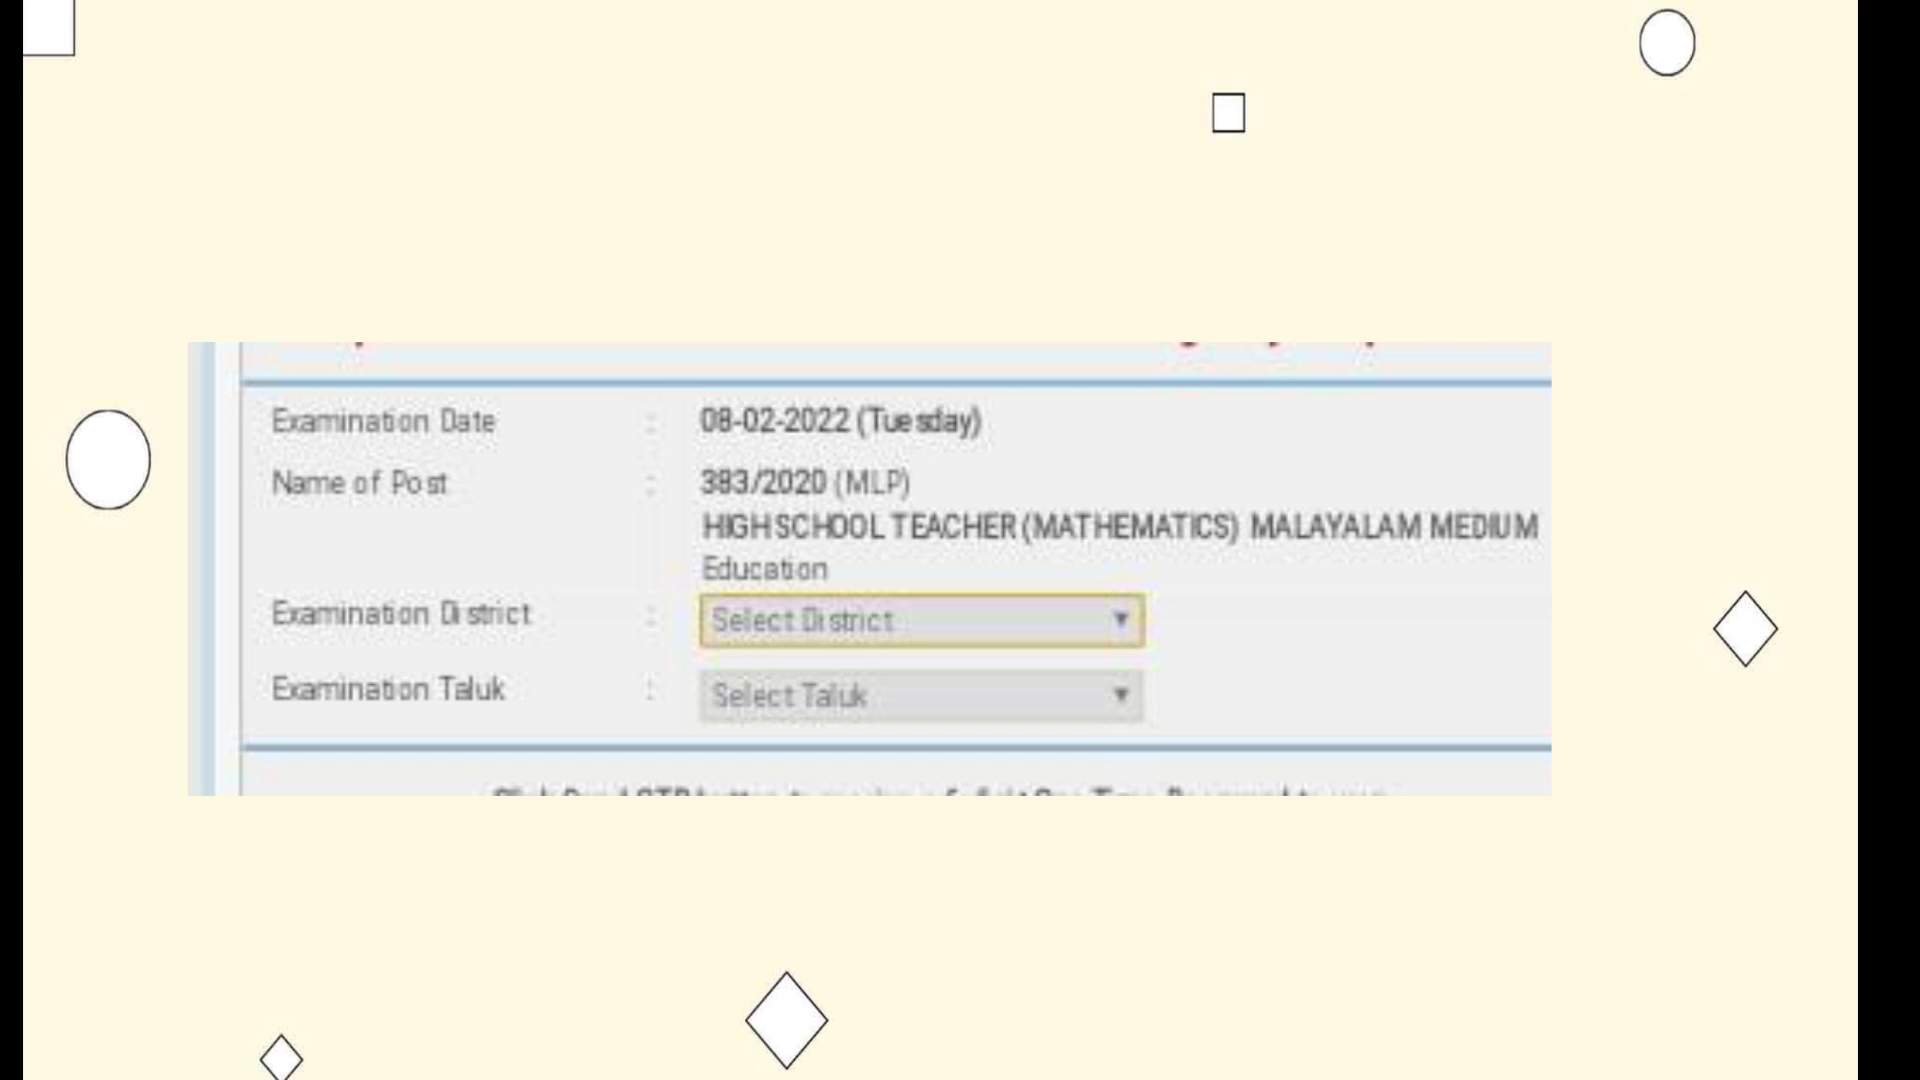 Examination Date : 08-02-2022 (Tuesday)
Name of Post : 383/2020 (MLP)
HIGH SCHOOL TEACHER (MATHEMATICS) MALAYALAM MEDIUM
Education
Examination District : Select District
Examination Taluk : Select Taluk